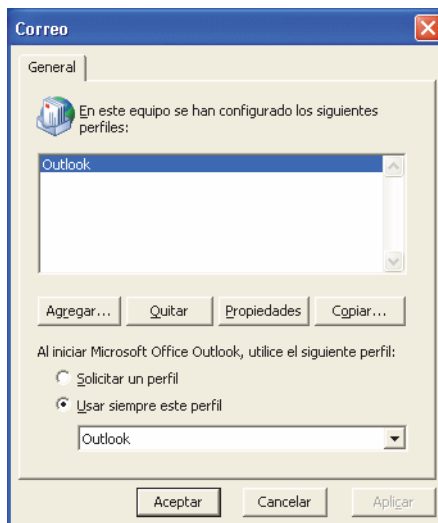 Correo
General
En este equipo se han configurado los siguientes
perfiles:
Outlook
Agregar...
Quitar
Propiedades
Copiar...
Al iniciar Microsoft Office Outlook, utilice el siguiente perfil:
Solicitar un perfil
Usar siempre este perfil
Outlook
Aceptar
Cancelar
Aplicar